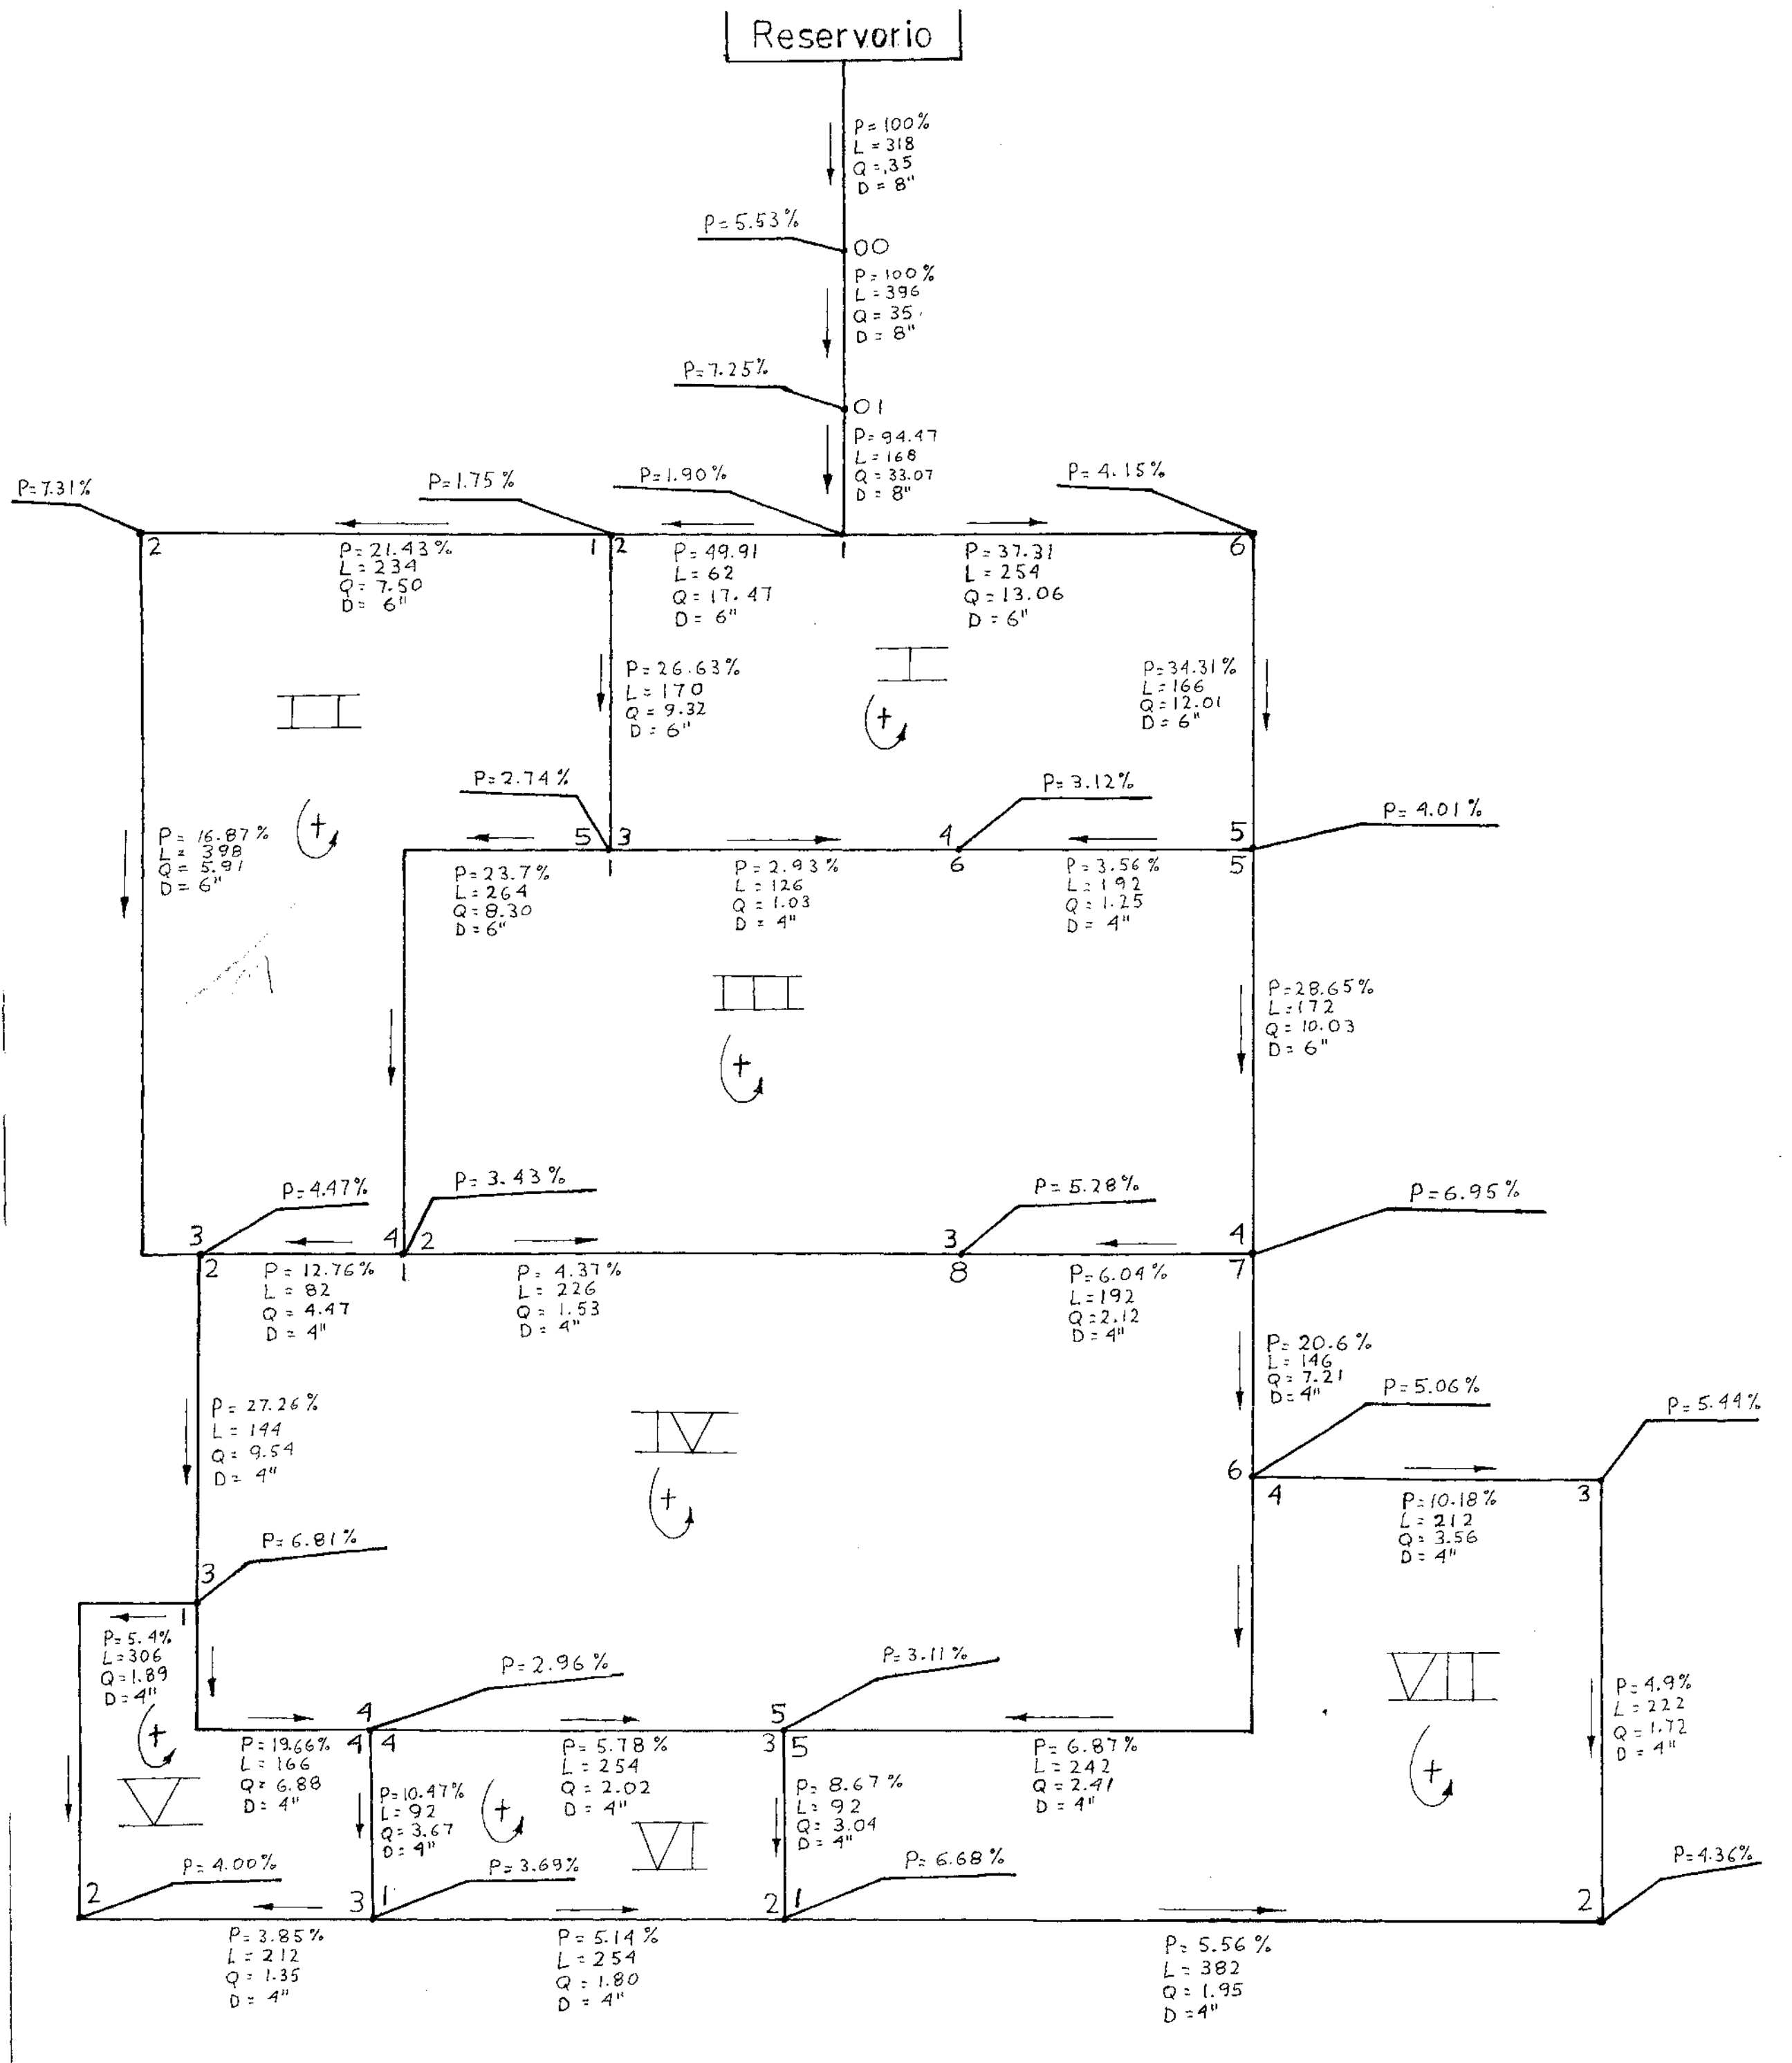 Reservorio
P=100%
L=318
Q=,35
D=8"
P=5.53%
00
P=100%
L=396
Q=35
D=8"
P=7.25%
01
P=94.47
L=168
Q=33.07
D=8"
P=7.31%
P=1.75%
P=1.90%
P=4.15%
2
1
2
1
6
P=21.43%
L=234
Q=7.50
D=6"
P=49.91
L=62
Q=17.47
D=6"
P=37.31
L=254
Q=13.06
D=6"
I
+
II
+
P=26.63%
L=170
Q=9.32
D=6"
P=34.31%
L=166
Q=12.01
D=6"
P=2.74%
P=3.12%
P=4.01%
5
3
1
4
6
5
5
P=16.87%
L=398
Q=5.91
D=6"
P=23.7%
L=264
Q=8.30
D=6"
P=2.93%
L=126
Q=1.03
D=4"
P=3.56%
L=192
Q=1.25
D=4"
III
+
P=28.65%
L=172
Q=10.03
D=6"
P=4.47%
P=3.43%
P=5.28%
P=6.95%
3
2
4
2
1
3
8
4
7
P=12.76%
L=82
Q=4.47
D=4"
P=4.37%
L=226
Q=1.53
D=4"
P=6.04%
L=192
Q=2.12
D=4"
P=20.6%
L=146
Q=7.21
D=4"
P=27.26%
L=144
Q=9.54
D=4"
IV
+
P=5.06%
P=5.44%
6
4
3
P=10.18%
L=212
Q=3.56
D=4"
P=6.81%
3
1
P=5.4%
L=306
Q=1.89
D=4"
+
V
P=2.96%
P=3.11%
4
4
4
5
3
5
P=19.66%
L=166
Q=6.88
D=4"
P=5.78%
L=254
Q=2.02
D=4"
P=6.87%
L=242
Q=2.41
D=4"
VII
+
P=4.9%
L=222
Q=1.72
D=4"
P=10.47%
L=92
Q=3.67
D=4"
+
VI
P=8.67%
L=92
Q=3.04
D=4"
P=4.00%
P=3.69%
P=6.68%
P=4.36%
2
3
1
2
1
2
P=3.85%
L=212
Q=1.35
D=4"
P=5.14%
L=254
Q=1.80
D=4"
P=5.56%
L=382
Q=1.95
D=4"